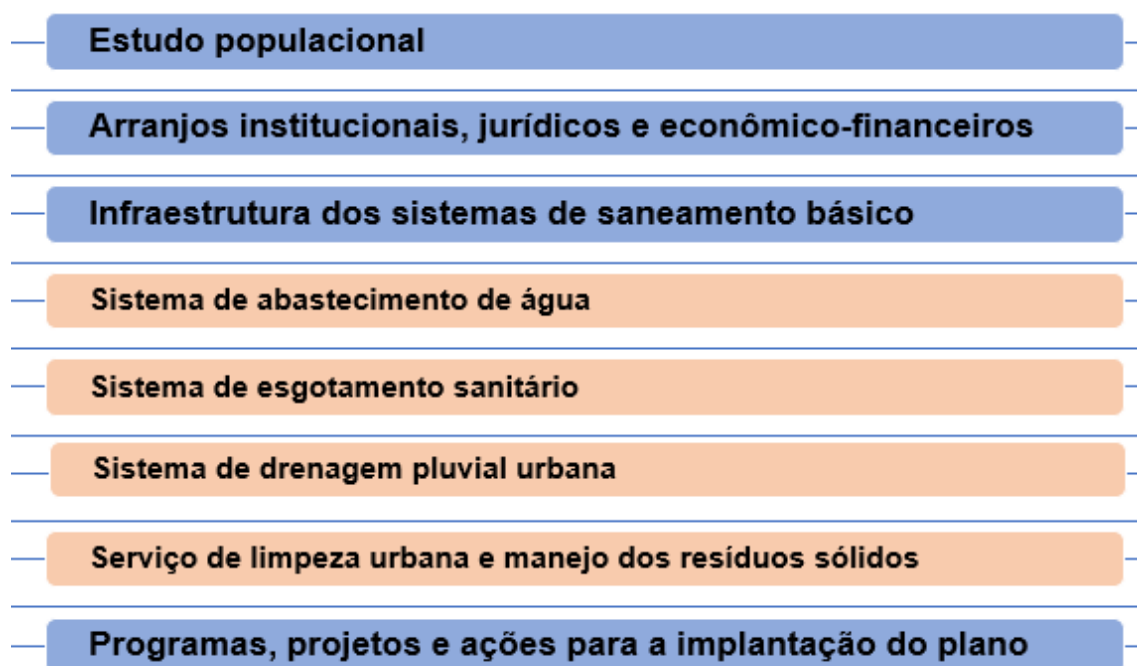 Estudo populacional
Arranjos institucionais, jurídicos e econômico-financeiros
Infraestrutura dos sistemas de saneamento básico
Sistema de abastecimento de água
Sistema de esgotamento sanitário
Sistema de drenagem pluvial urbana
Serviço de limpeza urbana e manejo dos resíduos sólidos
Programas, projetos e ações para a implantação do plano